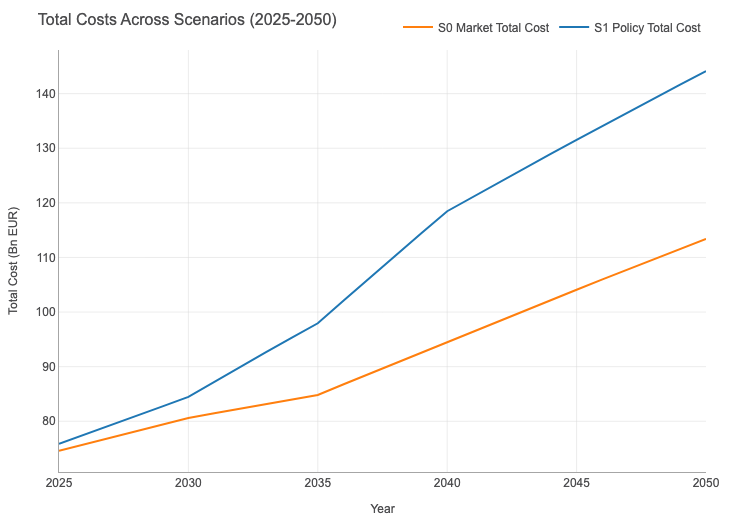 Total Costs Across Scenarios (2025-2050)
S0 Market Total Cost
S1 Policy Total Cost
Total Cost (Bn EUR)
140
130
120
110
100
90
80
2025
2030
2035
2040
2045
2050
Year